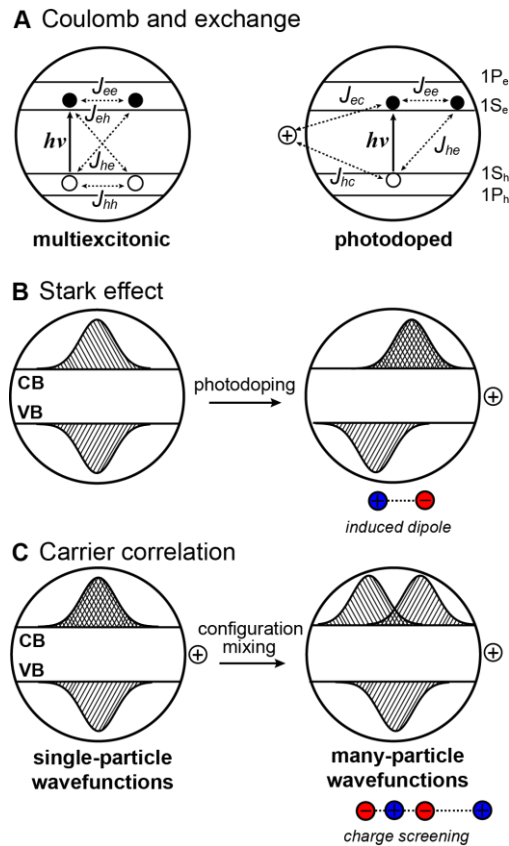 A Coulomb and exchange
J_ee
J_eh
hν
J_he
J_hh
multiexcitonic
J_ec
J_ee
hν
J_he
J_hc
+
1P_e
1S_e
1S_h
1P_h
photodoped
B Stark effect
CB
VB
photodoping
+
+ −
induced dipole
C Carrier correlation
CB
VB
+
configuration
mixing
+
single-particle
wavefunctions
many-particle
wavefunctions
− + − +
charge screening